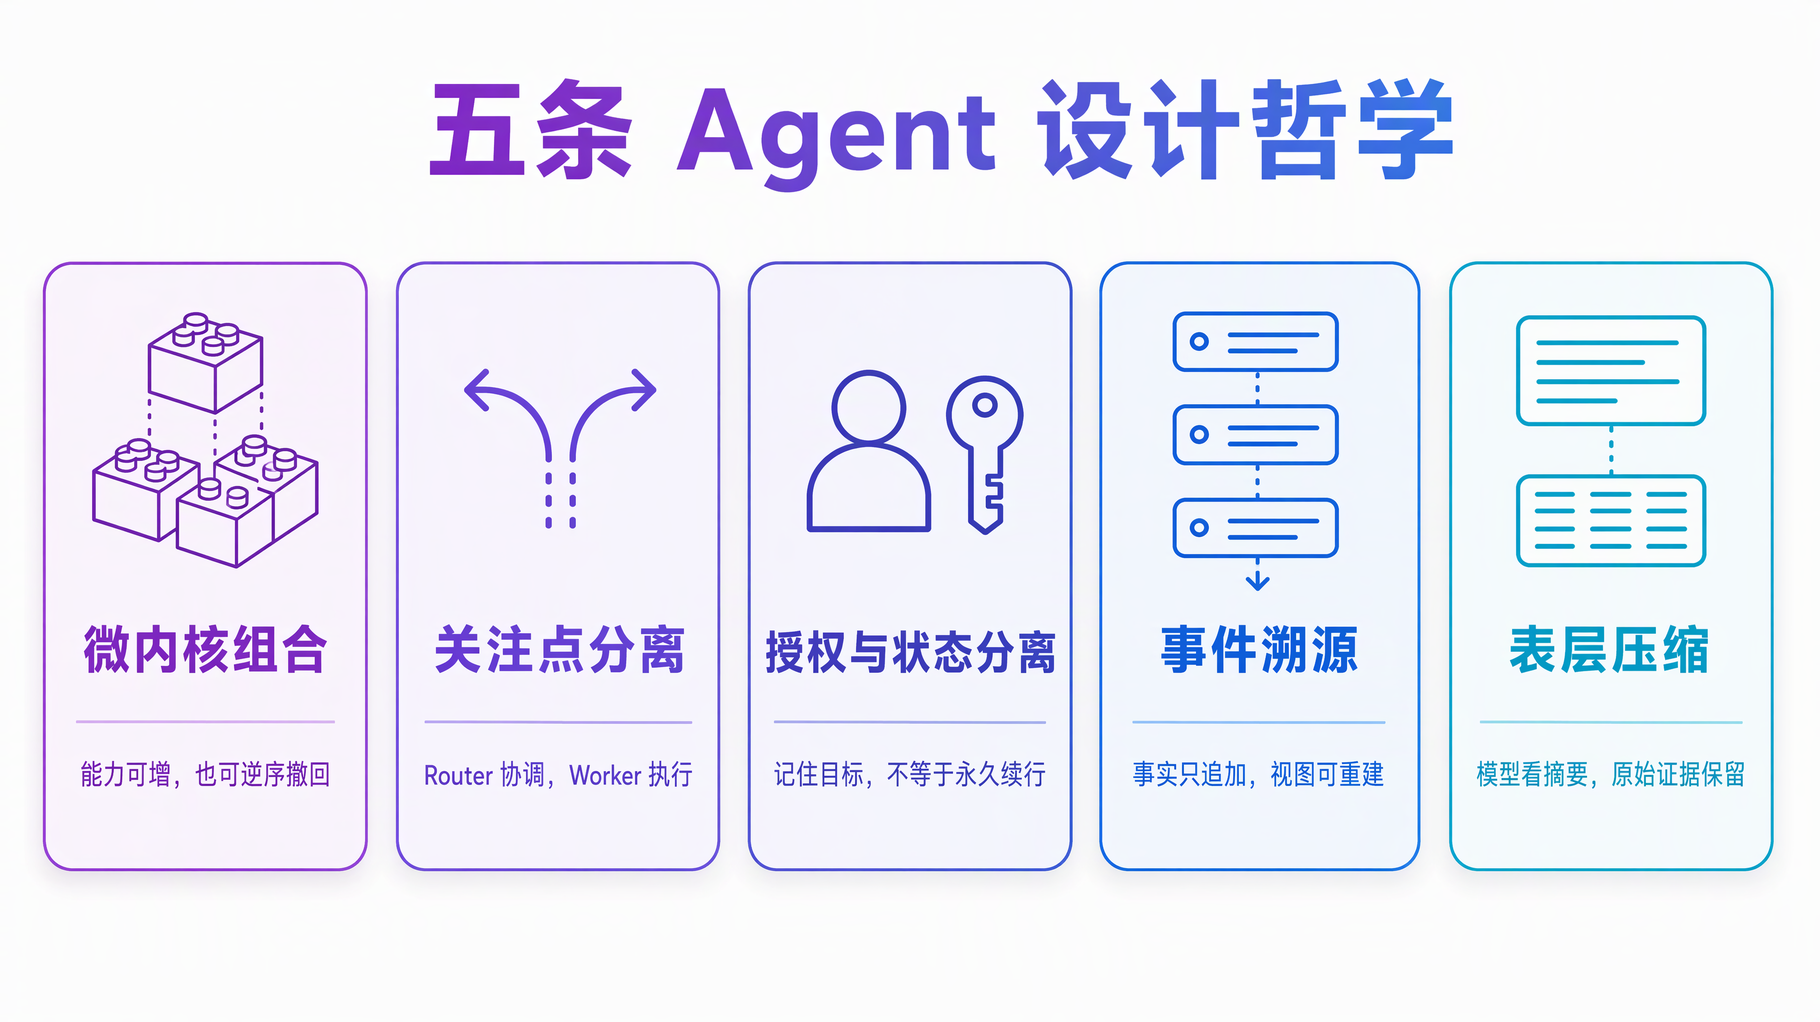 五条 Agent 设计哲学
微内核组合
能力可增，也可逆序撤回
关注点分离
Router 协调，Worker 执行
授权与状态分离
记住目标，不等于永久续行
事件溯源
事实只追加，视图可重建
表层压缩
模型看摘要，原始证据保留